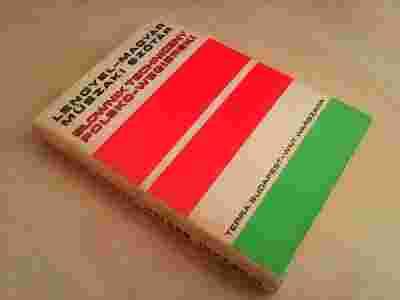 LENGYEL-MAGYAR
MŰSZAKI SZÓTÁR
SŁOWNIK TECHNICZNY
POLSKO-WĘGIERSKI
TERRA, BUDAPEST-WNT WARSZAWA